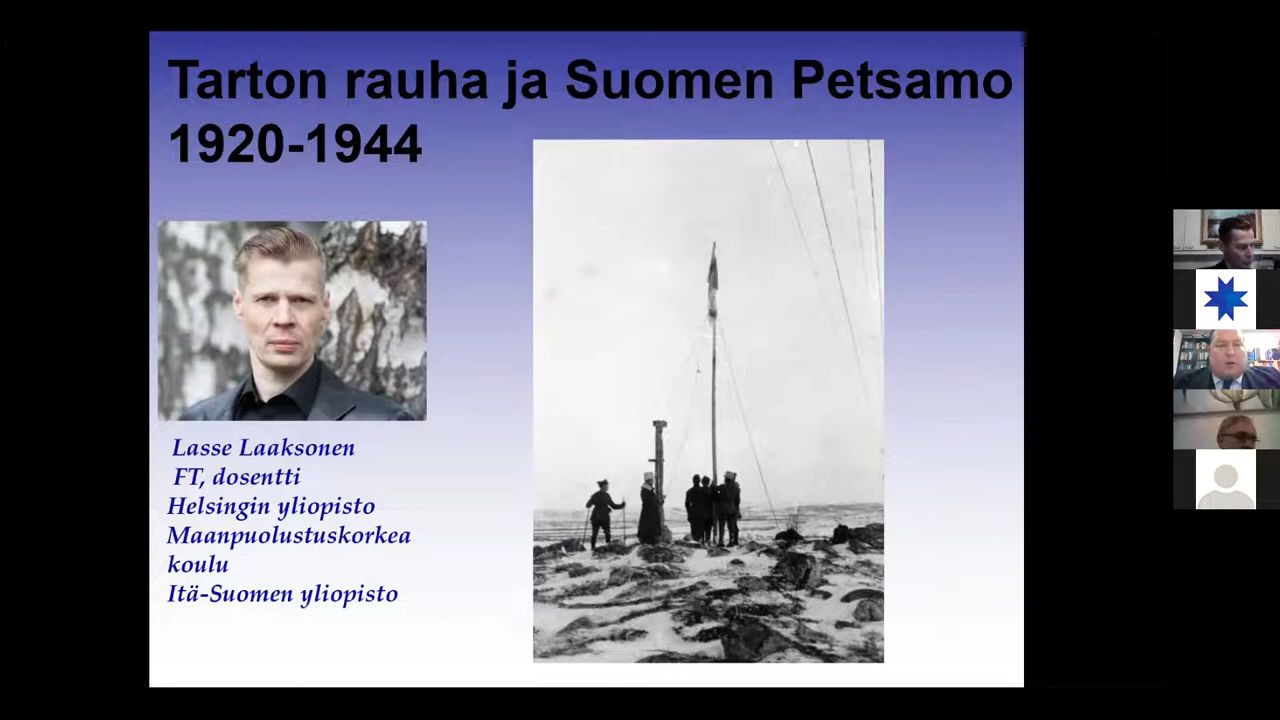 Tarton rauha ja Suomen Petsamo
1920-1944
Lasse Laaksonen
FT, dosentti
Helsingin yliopisto
Maanpuolustuskorkea
koulu
Itä-Suomen yliopisto